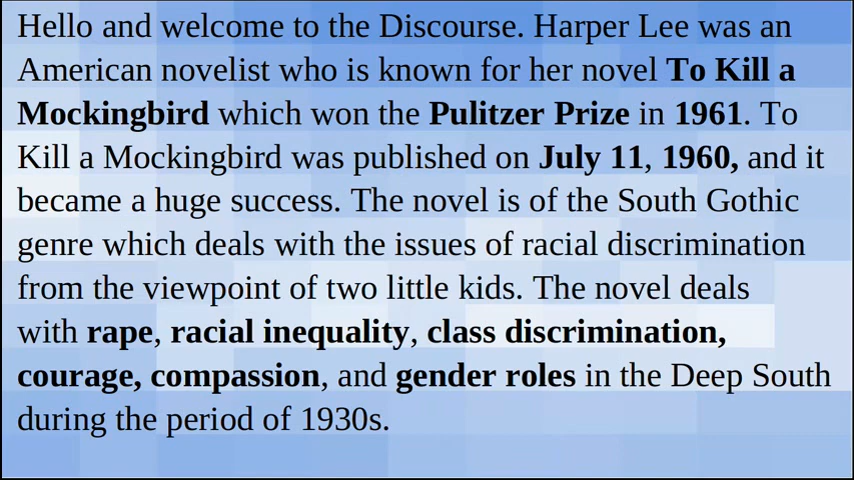 Hello and welcome to the Discourse. Harper Lee was an
American novelist who is known for her novel To Kill a
Mockingbird which won the Pulitzer Prize in 1961. To
Kill a Mockingbird was published on July 11, 1960, and it
became a huge success. The novel is of the South Gothic
genre which deals with the issues of racial discrimination
from the viewpoint of two little kids. The novel deals
with rape, racial inequality, class discrimination,
courage, compassion, and gender roles in the Deep South
during the period of 1930s.